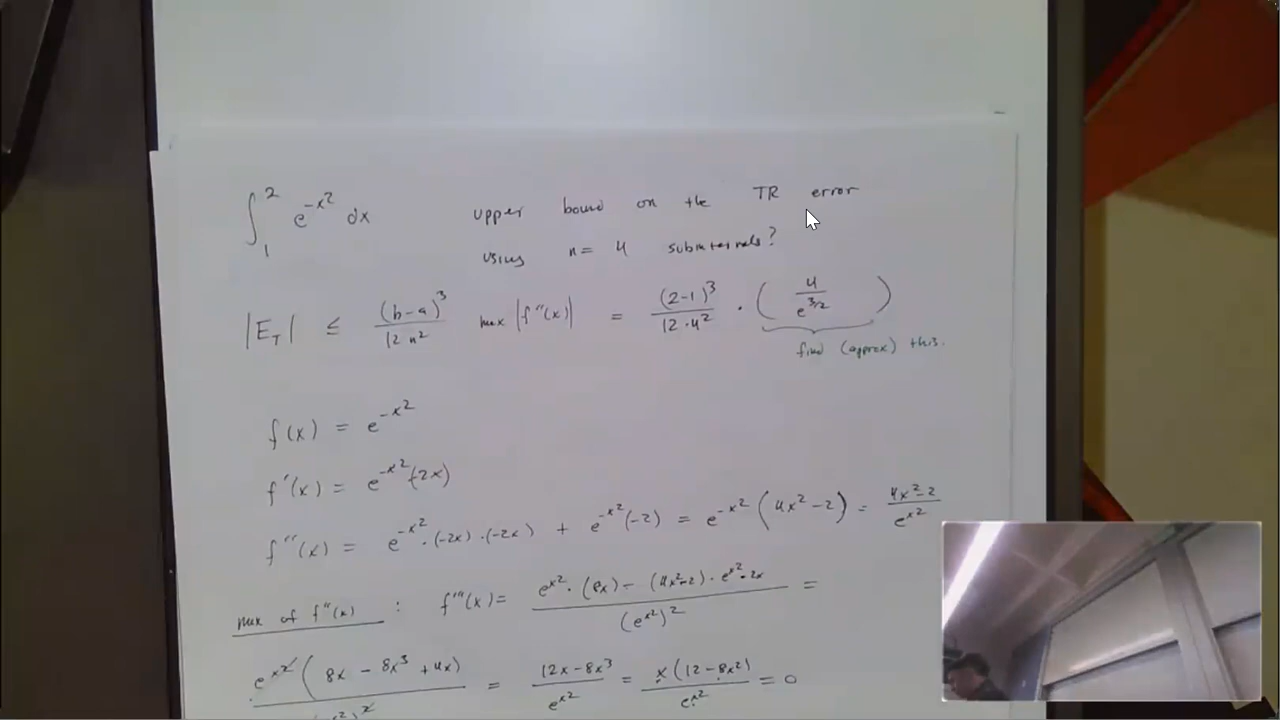 ∫₁² e^{-x²} dx upper bound on the TR error
using n = 4 subintervals?
|E_T| ≤ (b-a)³/(12n²) max |f''(x)| = (2-1)³/(12·4²) · (4/e^{3/2})
find (approx) this.
f(x) = e^{-x²}
f'(x) = e^{-x²}(-2x)
f''(x) = e^{-x²}·(-2x)·(-2x) + e^{-x²}(-2) = e^{-x²}(4x²-2) = (4x²-2)/e^{x²}
max of f''(x) : f'''(x) = (e^{x²}·(8x) - (4x²-2)·e^{x²}·2x)/(e^{x²})² =
e^{x²}(8x - 8x³ + 4x)/(e^{x²})² = (12x-8x³)/e^{x²} = x(12-8x²)/e^{x²} = 0